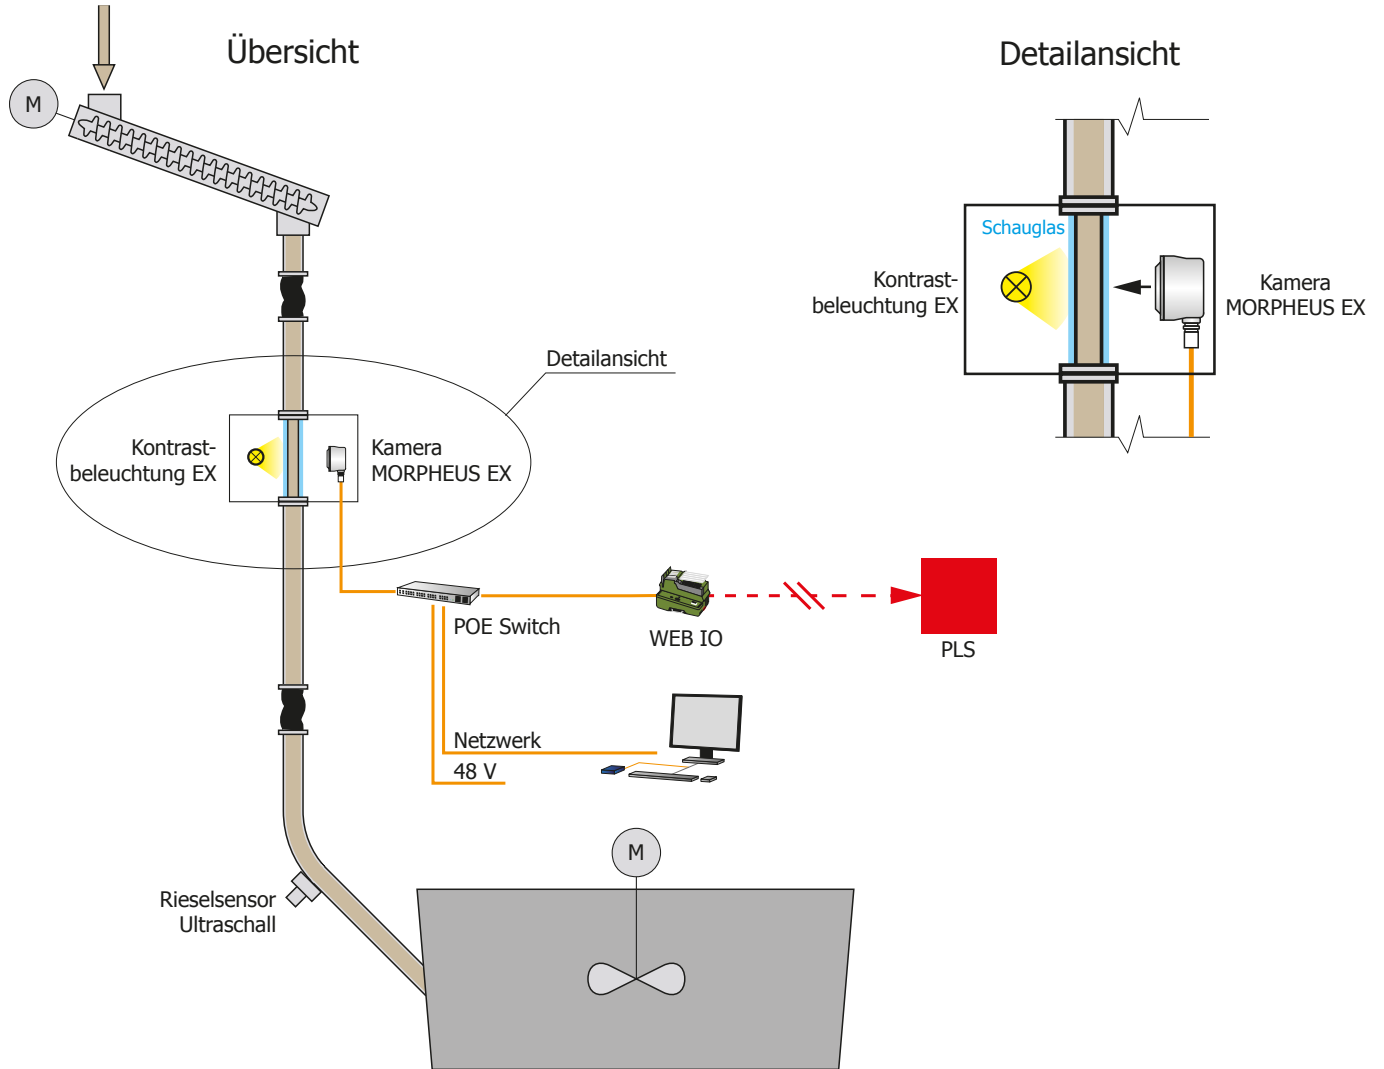 Übersicht
Detailansicht
M
Schauglas
Kontrast-
beleuchtung EX
Kamera
MORPHEUS EX
Detailansicht
Kontrast-
beleuchtung EX
Kamera
MORPHEUS EX
POE Switch
WEB IO
PLS
Netzwerk
48 V
M
Rieselsensor
Ultraschall